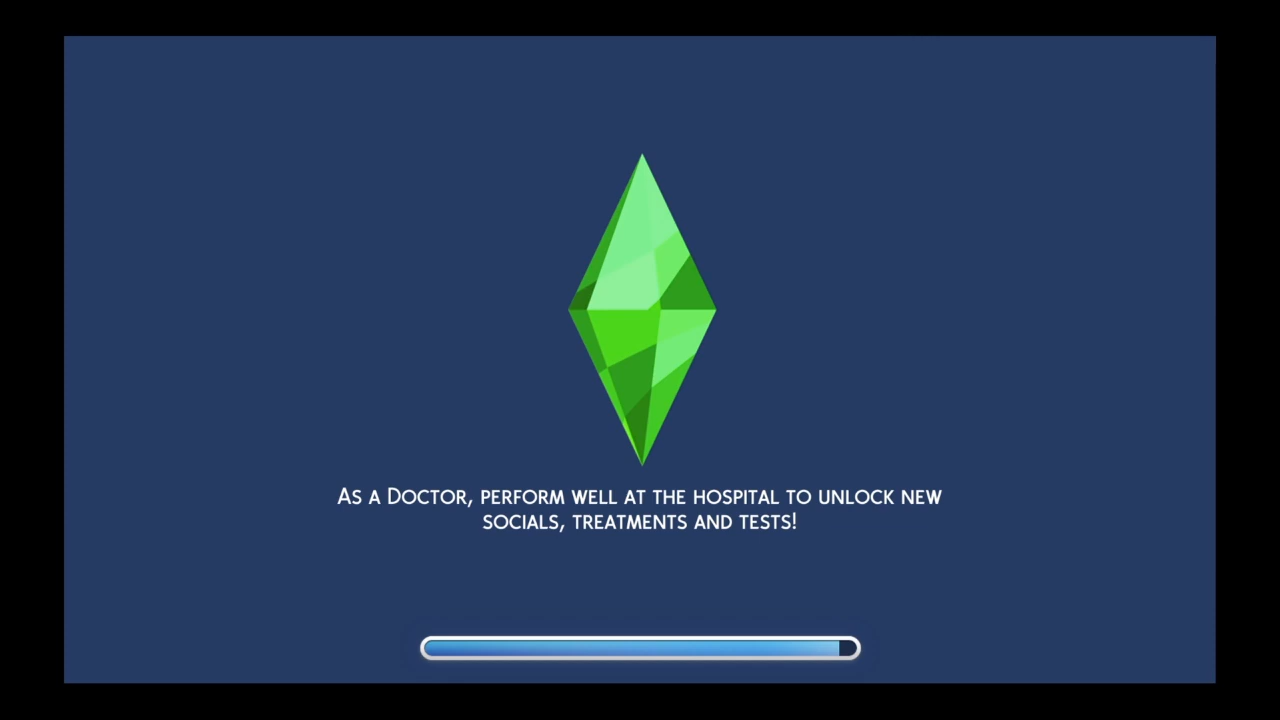 As a Doctor, perform well at the hospital to unlock new
socials, treatments and tests!